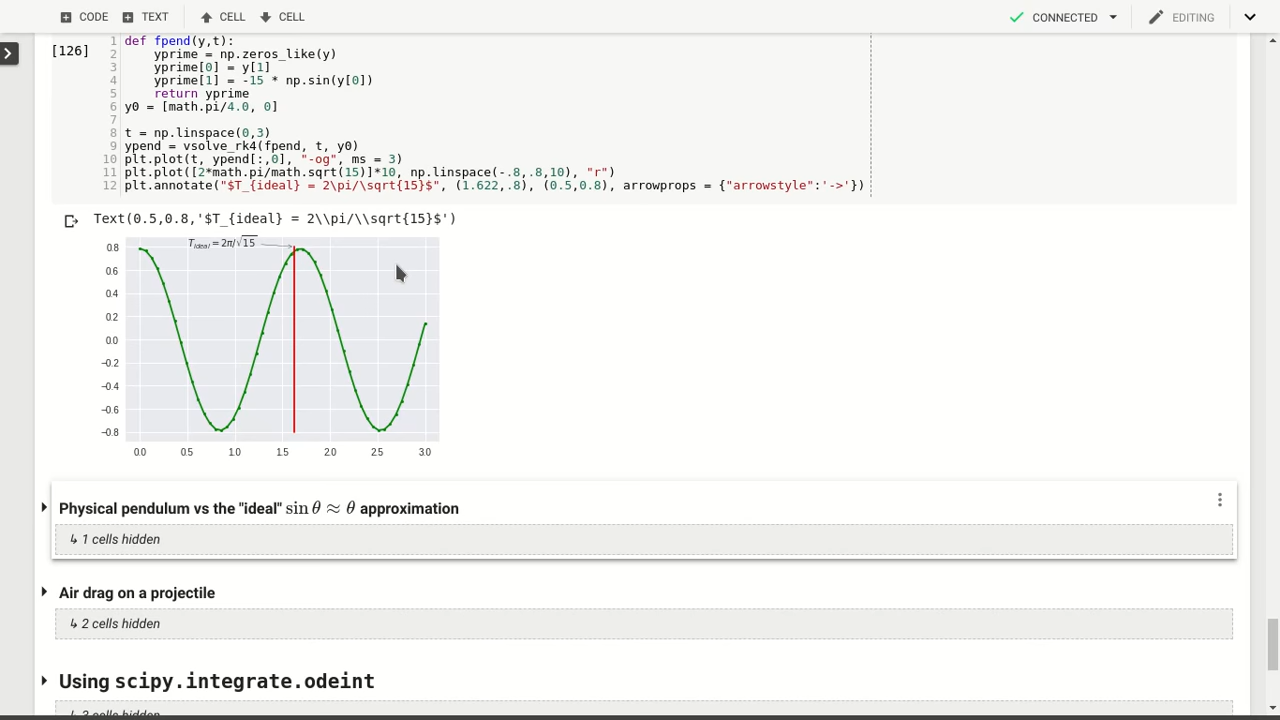 CODE TEXT CELL CELL CONNECTED EDITING
[126]
1 def fpend(y,t):
2 yprime = np.zeros_like(y)
3 yprime[0] = y[1]
4 yprime[1] = -15 * np.sin(y[0])
5 return yprime
6 y0 = [math.pi/4.0, 0]
7
8 t = np.linspace(0,3)
9 ypend = vsolve_rk4(fpend, t, y0)
10 plt.plot(t, ypend[:,0], "-og", ms = 3)
11 plt.plot([2*math.pi/math.sqrt(15)]*10, np.linspace(-.8,.8,10), "r")
12 plt.annotate("$T_{ideal} = 2\pi/\sqrt{15}$", (1.622,.8), (0.5,0.8), arrowprops = {"arrowstyle":'->'})
Text(0.5,0.8,'$T_{ideal} = 2\\pi/\\sqrt{15}$')
T_ideal = 2π/√15
0.8
0.6
0.4
0.2
0.0
−0.2
−0.4
−0.6
−0.8
0.0 0.5 1.0 1.5 2.0 2.5 3.0
Physical pendulum vs the "ideal" sin θ ≈ θ approximation
↳ 1 cells hidden
Air drag on a projectile
↳ 2 cells hidden
Using scipy.integrate.odeint
↳ 3 cells hidden